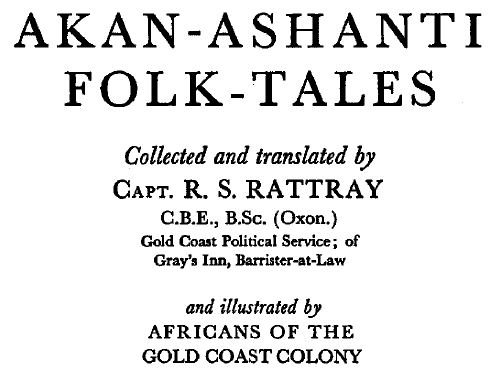 AKAN-ASHANTI
FOLK-TALES
Collected and translated by
CAPT. R. S. RATTRAY
C.B.E., B.Sc. (Oxon.)
Gold Coast Political Service; of
Gray's Inn, Barrister-at-Law
and illustrated by
AFRICANS OF THE
GOLD COAST COLONY